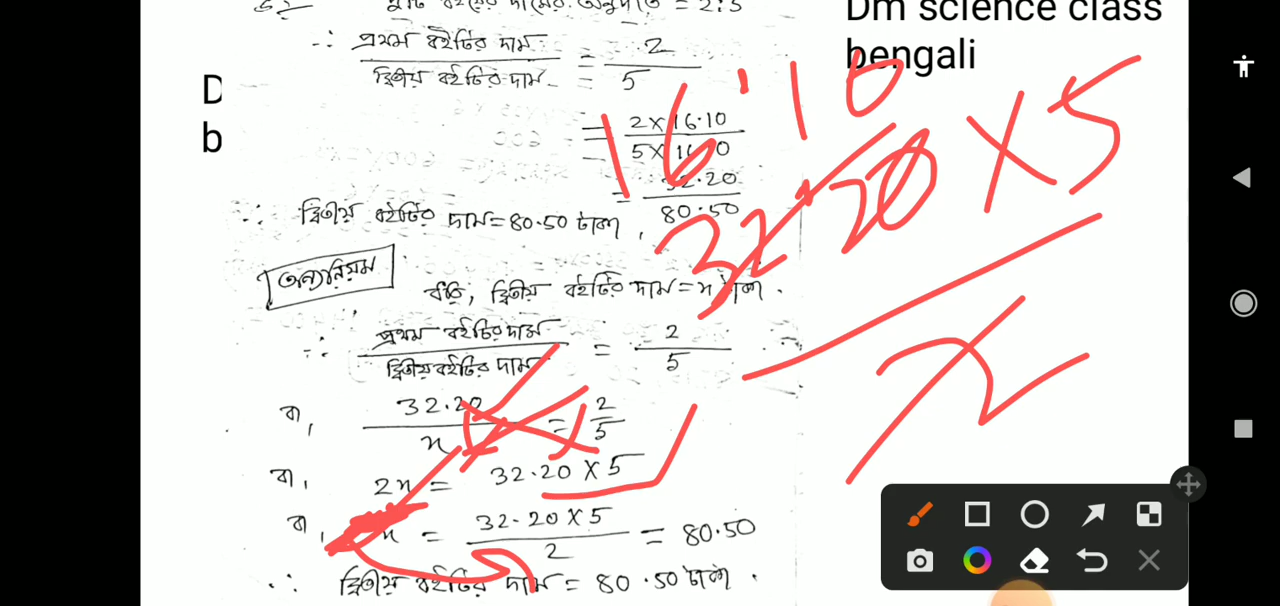 দুটি বইয়ের দামের অনুপাত = 2:5
Dm science class
bengali
D
b
∴ প্রথম বইটির দাম / দ্বিতীয় বইটির দাম = 2/5
= 2×16.10 / 5×16.10
= 32.20 / 80.50
∴ দ্বিতীয় বইটির দাম = 80.50 টাকা,
16.10
32.20 × 5
2
অন্যনিয়ম
ধরি, দ্বিতীয় বইটির দাম = x টাকা.
∴ প্রথম বইটির দাম / দ্বিতীয় বইটির দাম = 2/5
বা, 32.20 / x = 2/5
বা, 2x = 32.20 × 5
বা, x = 32.20 × 5 / 2 = 80.50
∴ দ্বিতীয় বইটির দাম = 80.50 টাকা.